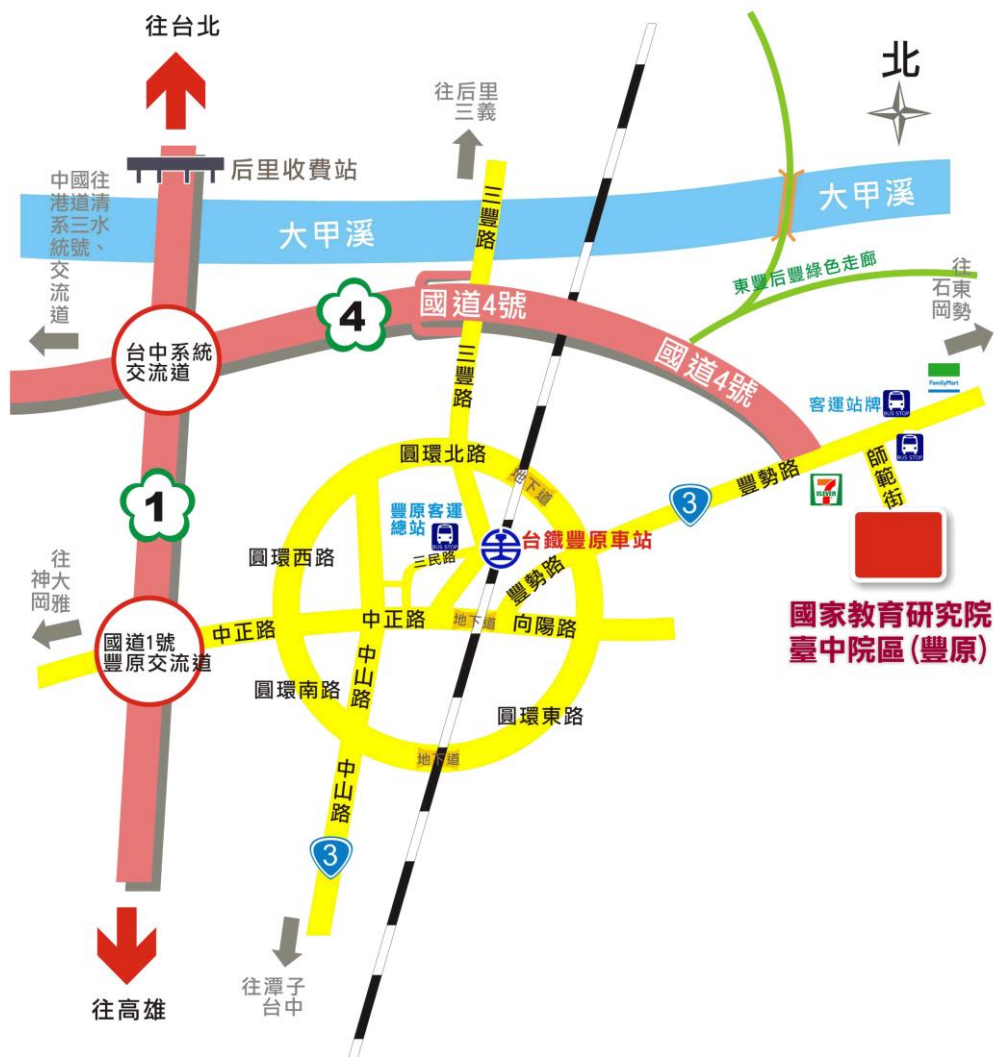 往台北
北
往后里
三義
后里收費站
往清水、
國道三號、
中港系統交流道
大甲溪
大甲溪
三豐路
東豐后豐綠色走廊
往東勢
石岡
4
國道4號
國道4號
台中系統
交流道
三豐路
FamilyMart
客運站牌
BUS STOP
BUS STOP
師範街
圓環北路
地下道
豐勢路
7
ELEVEN
3
1
豐原客運
總站
BUS STOP
台鐵豐原車站
三民路
圓環西路
豐勢路
往大雅
神岡
國道1號
豐原交流道
中正路
中正路
地下道
向陽路
國家教育研究院
臺中院區(豐原)
中山路
圓環南路
圓環東路
地下道
中山路
3
往潭子
台中
往高雄